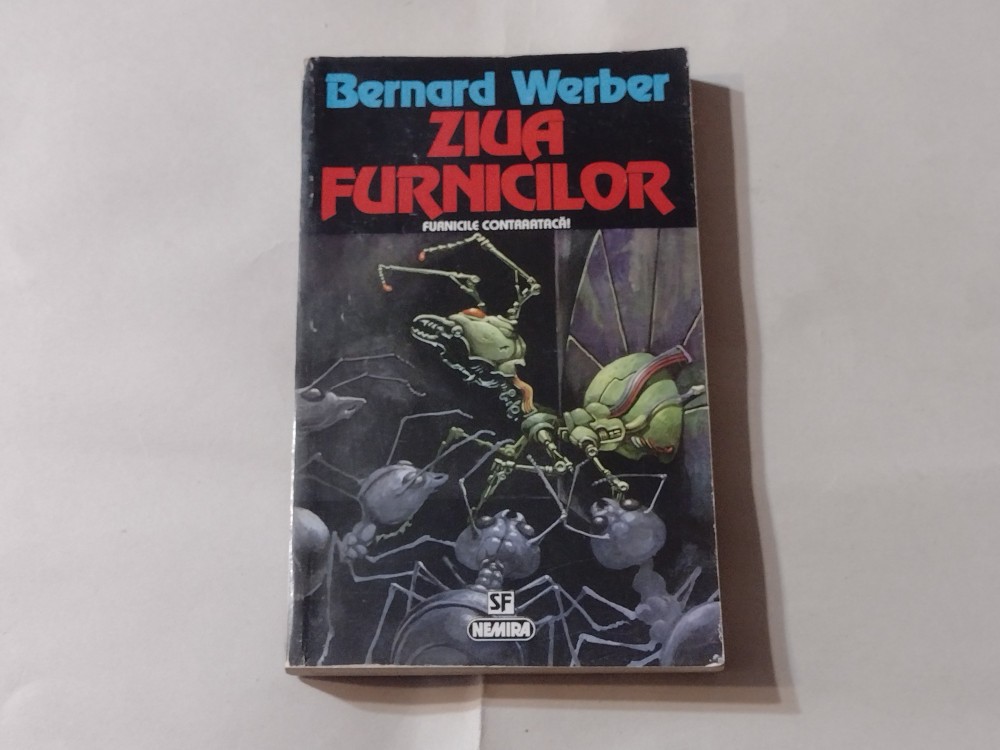 Bernard Werber
ZIUA
FURNICILOR
FURNICILE CONTRAATACĂ!
SF
NEMIRA